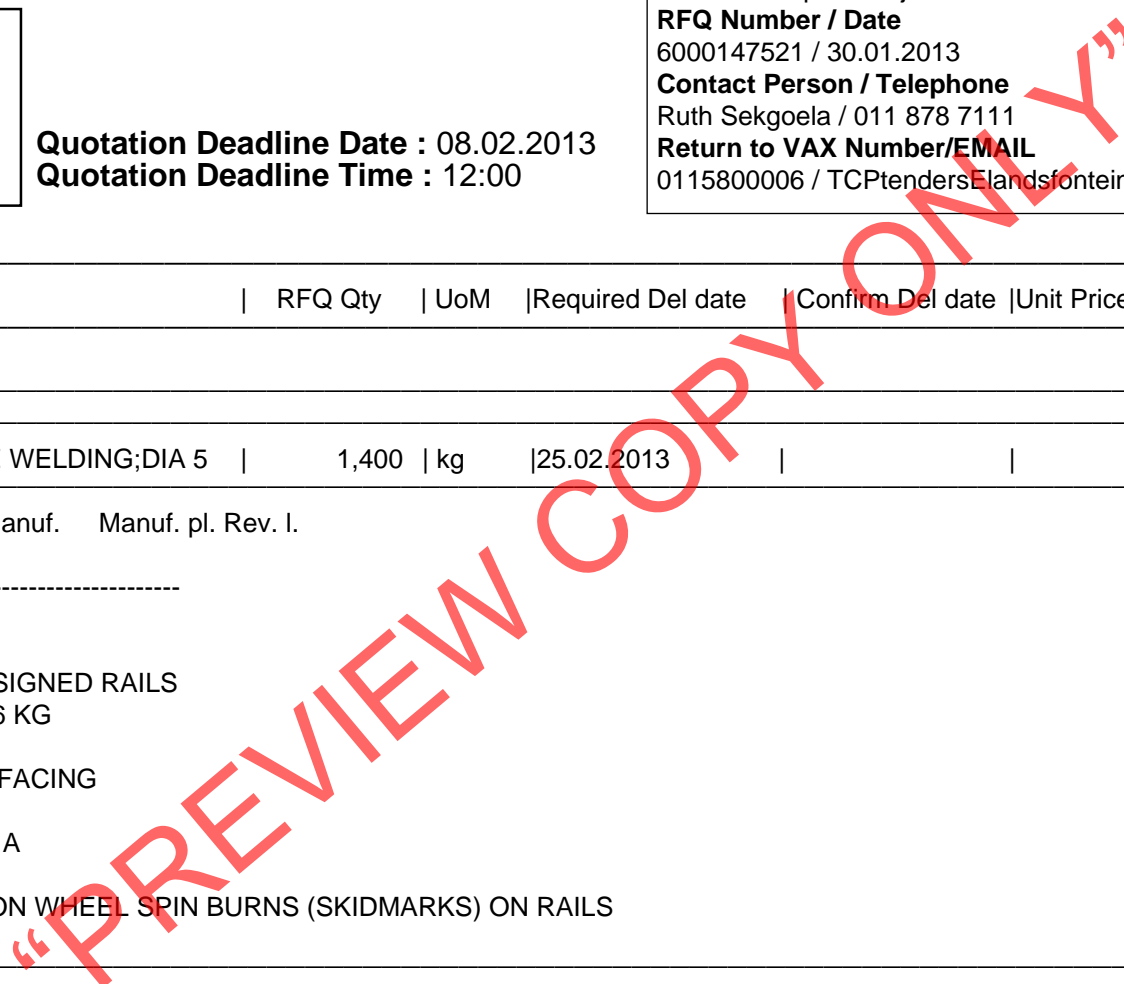 RFQ Number / Date
6000147521 / 30.01.2013
Contact Person / Telephone
Ruth Sekgoela / 011 878 7111
Return to VAX Number/EMAIL
0115800006 / TCPtendersElandsfontein
Quotation Deadline Date : 08.02.2013
Quotation Deadline Time : 12:00
| RFQ Qty | UoM |Required Del date | Confirm Del date |Unit Price
WELDING;DIA 5 | 1,400 | kg |25.02.2013 | |
anuf. Manuf. pl. Rev. l.
--------------------
SIGNED RAILS
KG
FACING
A
ON WHEEL SPIN BURNS (SKIDMARKS) ON RAILS
“PREVIEW COPY ONLY”